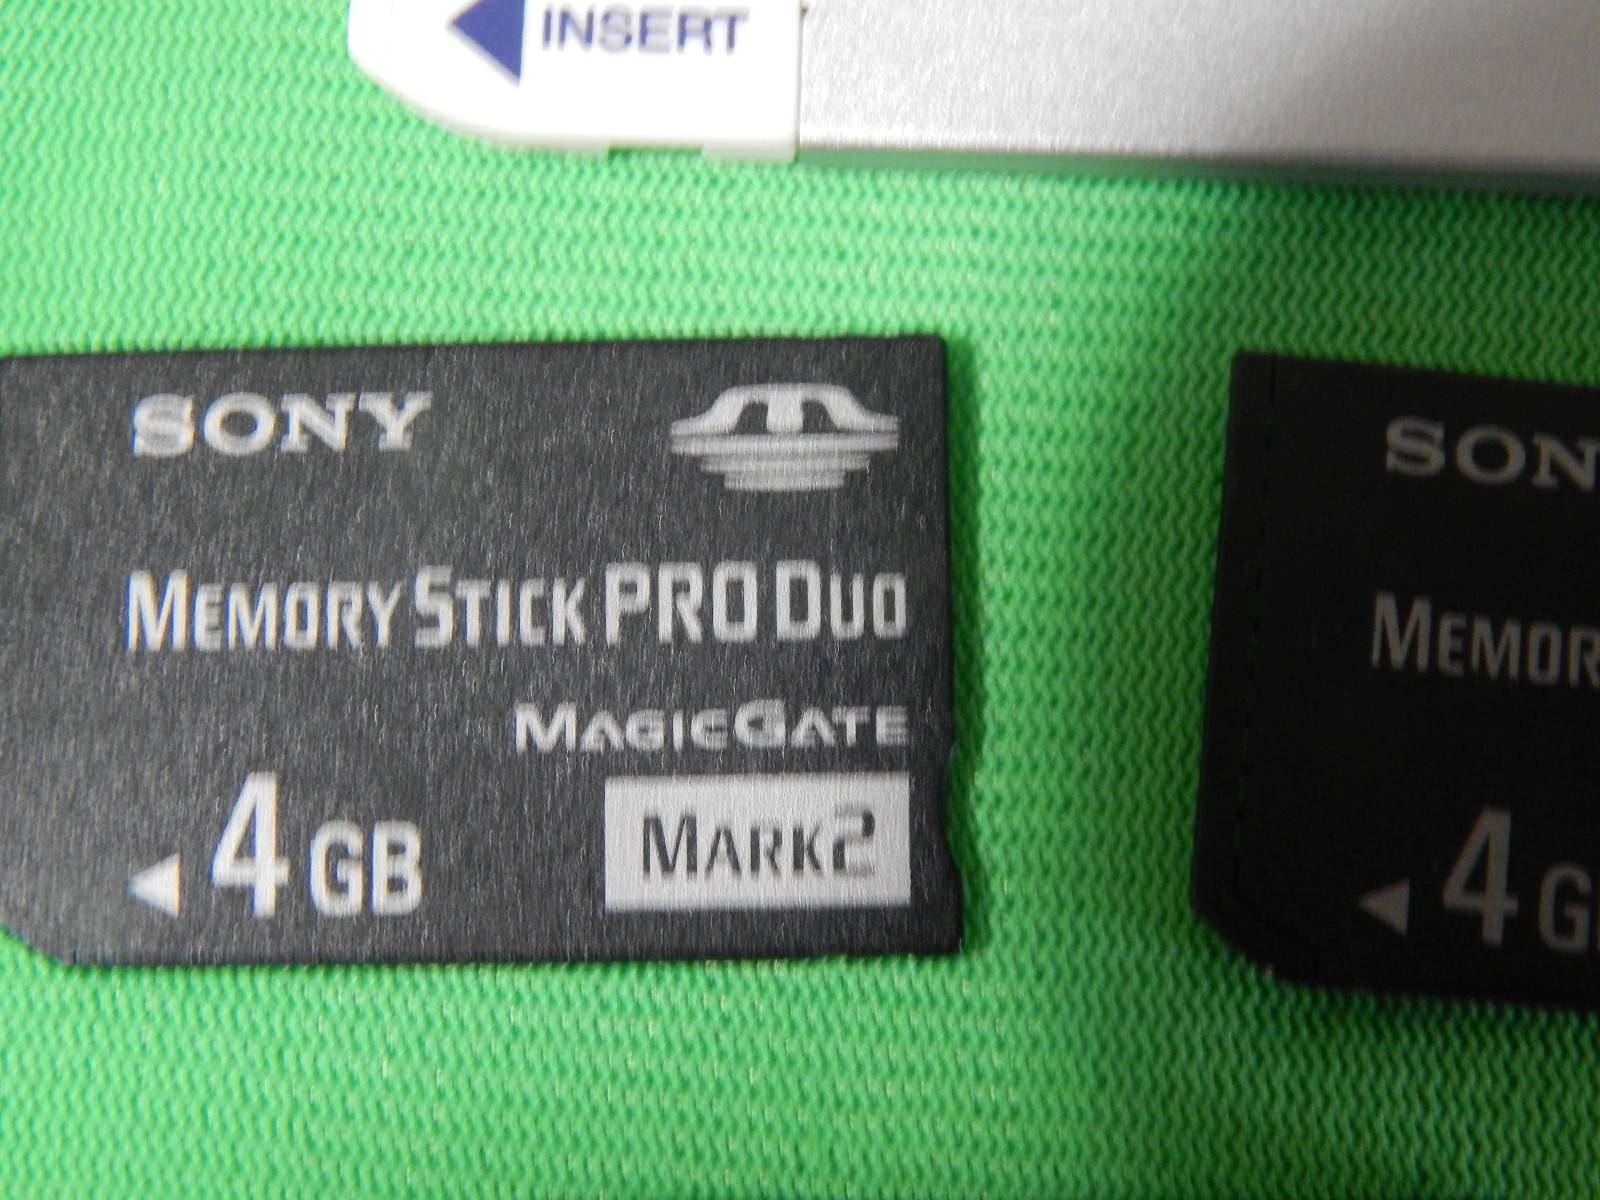 INSERT
SONY
MEMORY STICK PRO DUO
MAGICGATE
4 GB
MARK2
SON
MEMOR
4 G